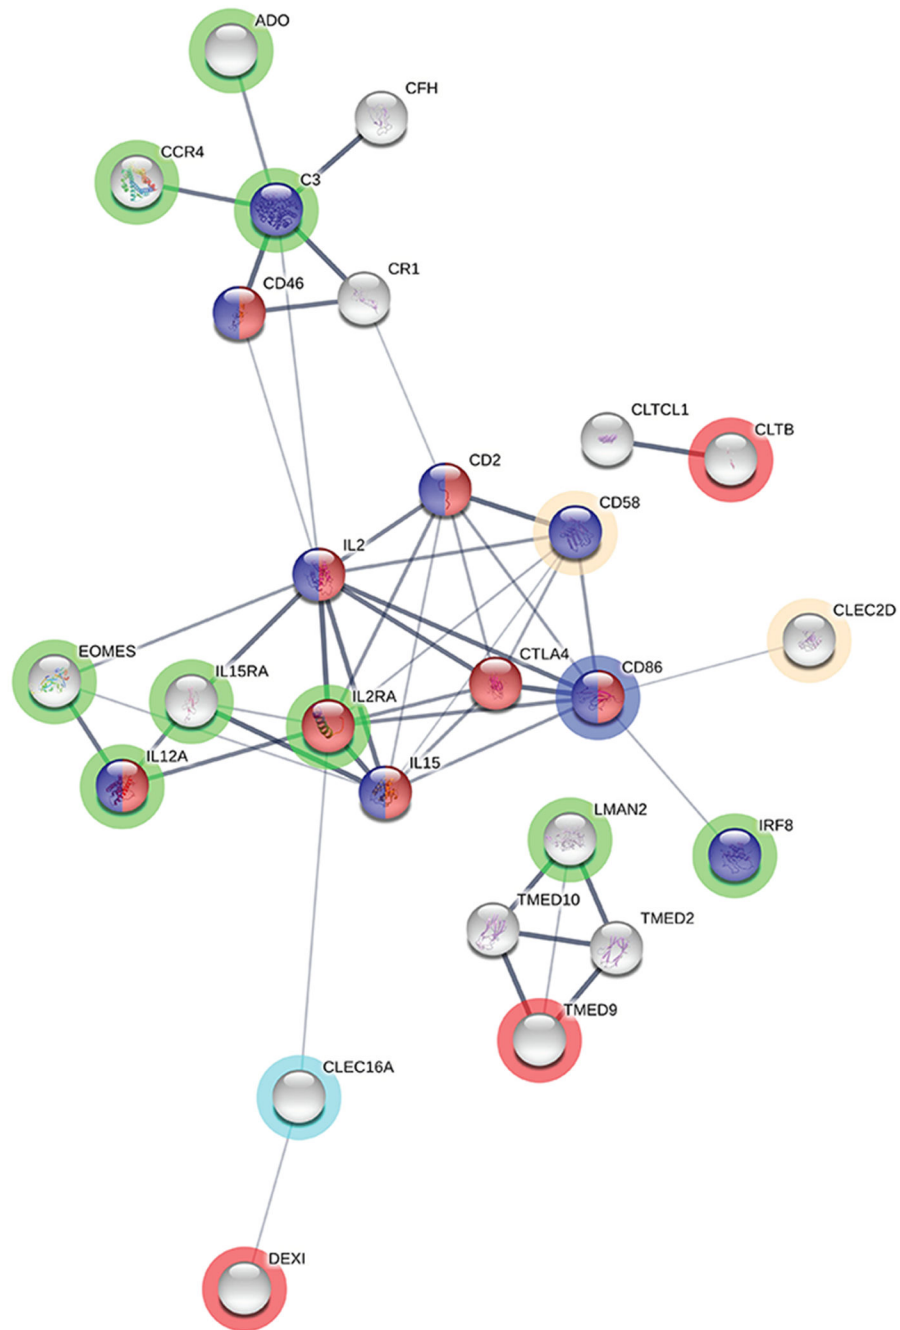 ADO
CFH
CCR4
C3
CD46
CR1
CLTCL1
CLTB
CD2
CD58
IL2
CLEC2D
EOMES
IL15RA
CTLA4
CD86
IL2RA
IL12A
IL15
LMAN2
IRF8
TMED10
TMED2
TMED9
CLEC16A
DEXI